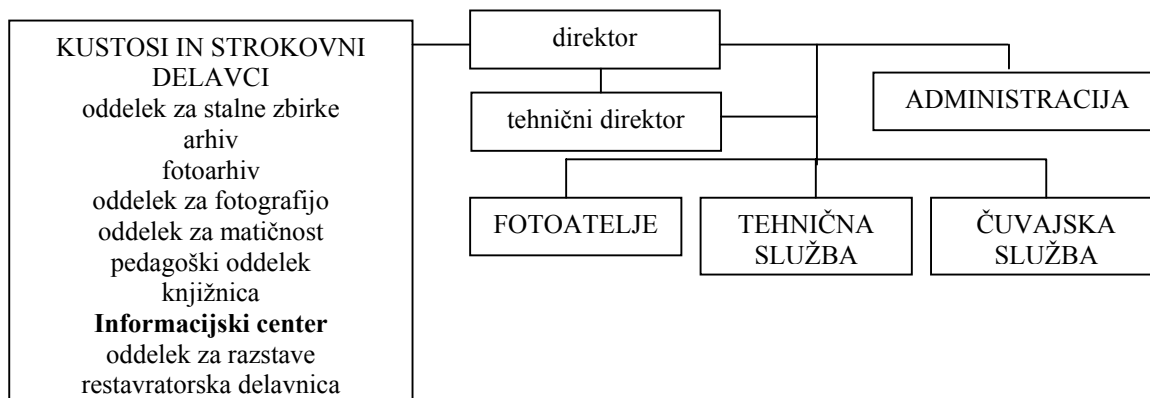 KUSTOSI IN STROKOVNI
DELAVCI
oddelek za stalne zbirke
arhiv
fotoarhiv
oddelek za fotografijo
oddelek za matičnost
pedagoški oddelek
knjižnica
Informacijski center
oddelek za razstave
restavratorska delavnica
direktor
tehnični direktor
ADMINISTRACIJA
FOTOATELJE
TEHNIČNA
SLUŽBA
ČUVAJSKA
SLUŽBA